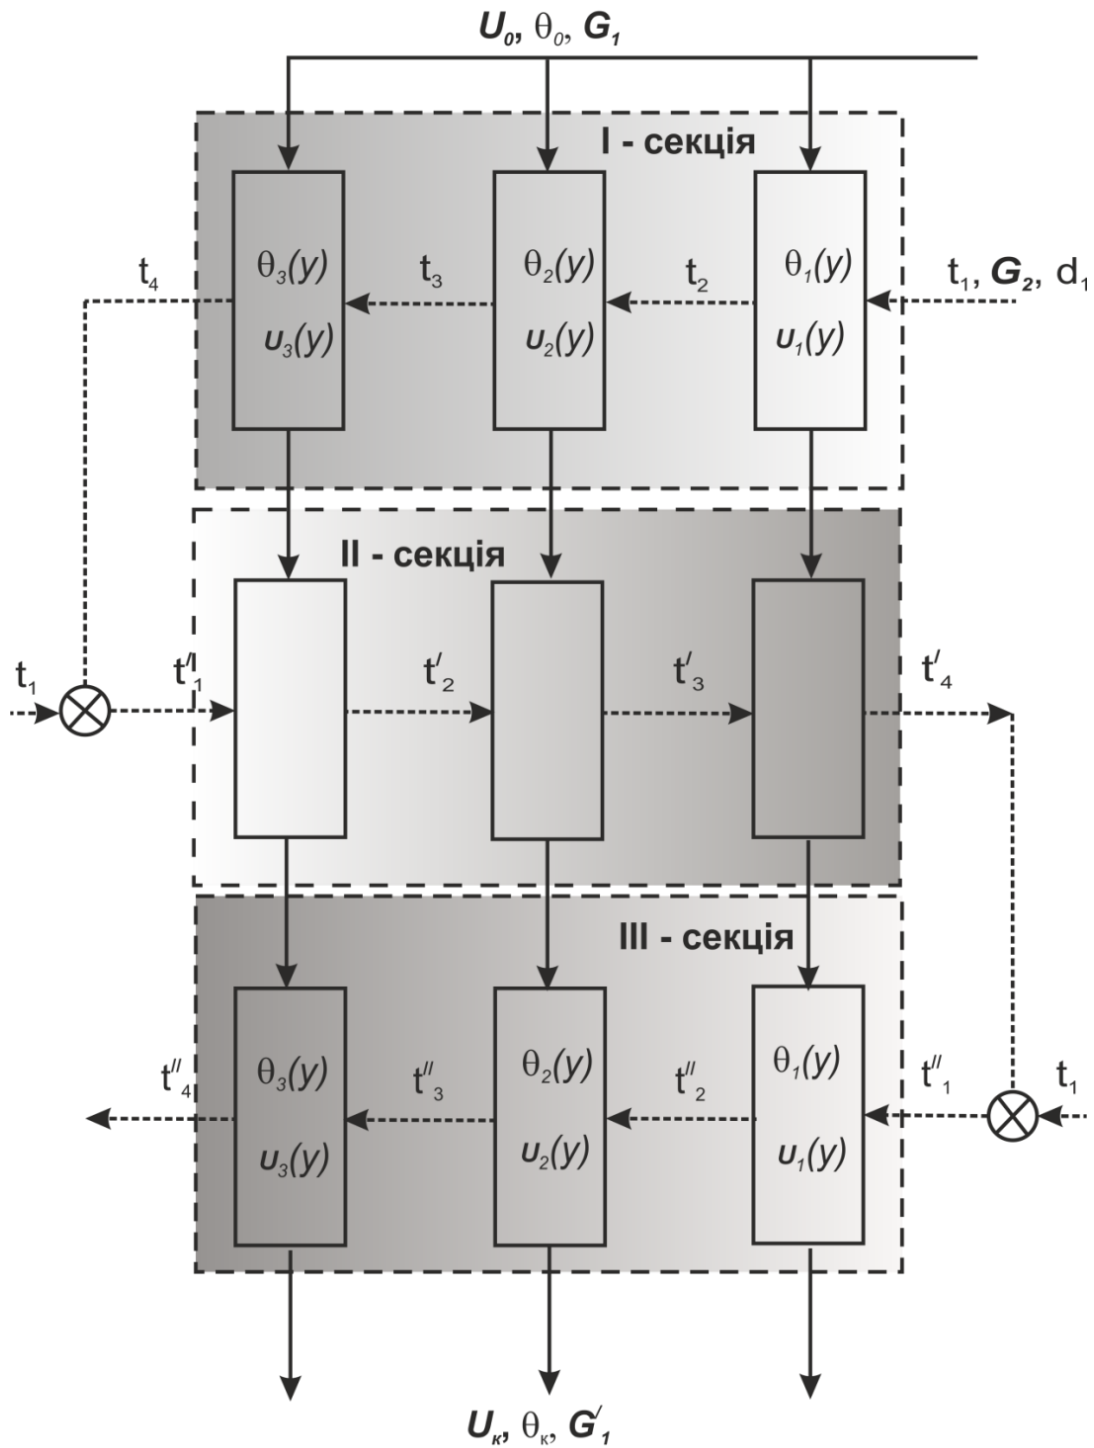 U₀, θ₀, G₁
I - секція
t₄ θ₃(y) t₃ θ₂(y) t₂ θ₁(y) t₁, G₂, d₁
u₃(y) u₂(y) u₁(y)
II - секція
t₁ t′₁ t′₂ t′₃ t′₄
III - секція
t″₄ θ₃(y) t″₃ θ₂(y) t″₂ θ₁(y) t″₁ t₁
u₃(y) u₂(y) u₁(y)
Uк, θк, G′₁